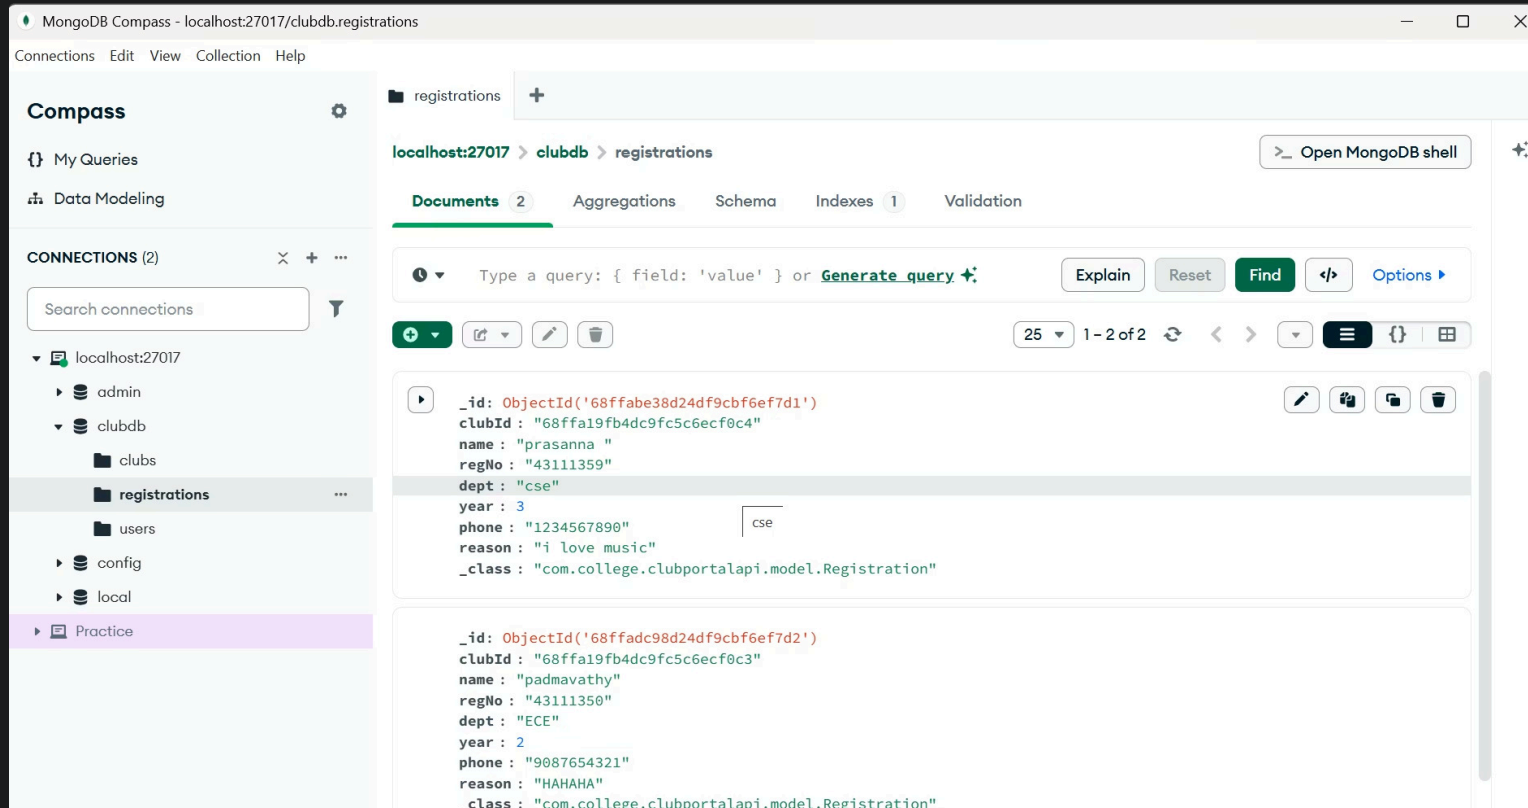 MongoDB Compass - localhost:27017/clubdb.registrations
Connections Edit View Collection Help
Compass
{} My Queries
Data Modeling
CONNECTIONS (2)
Search connections
localhost:27017
admin
clubdb
clubs
registrations
users
config
local
Practice
registrations
localhost:27017 > clubdb > registrations
>_ Open MongoDB shell
Documents 2 Aggregations Schema Indexes 1 Validation
Type a query: { field: 'value' } or Generate query
Explain Reset Find </> Options
25 1 – 2 of 2 {}
_id: ObjectId('68ffabe38d24df9cbf6ef7d1')
clubId : "68ffa19fb4dc9fc5c6ecf0c4"
name : "prasanna "
regNo : "43111359"
dept : "cse"
year : 3
phone : "1234567890"
reason : "i love music"
_class : "com.college.clubportalapi.model.Registration"
cse
_id: ObjectId('68ffadc98d24df9cbf6ef7d2')
clubId : "68ffa19fb4dc9fc5c6ecf0c3"
name : "padmavathy"
regNo : "43111350"
dept : "ECE"
year : 2
phone : "9087654321"
reason : "HAHAHA"
_class : "com.college.clubportalapi.model.Registration"